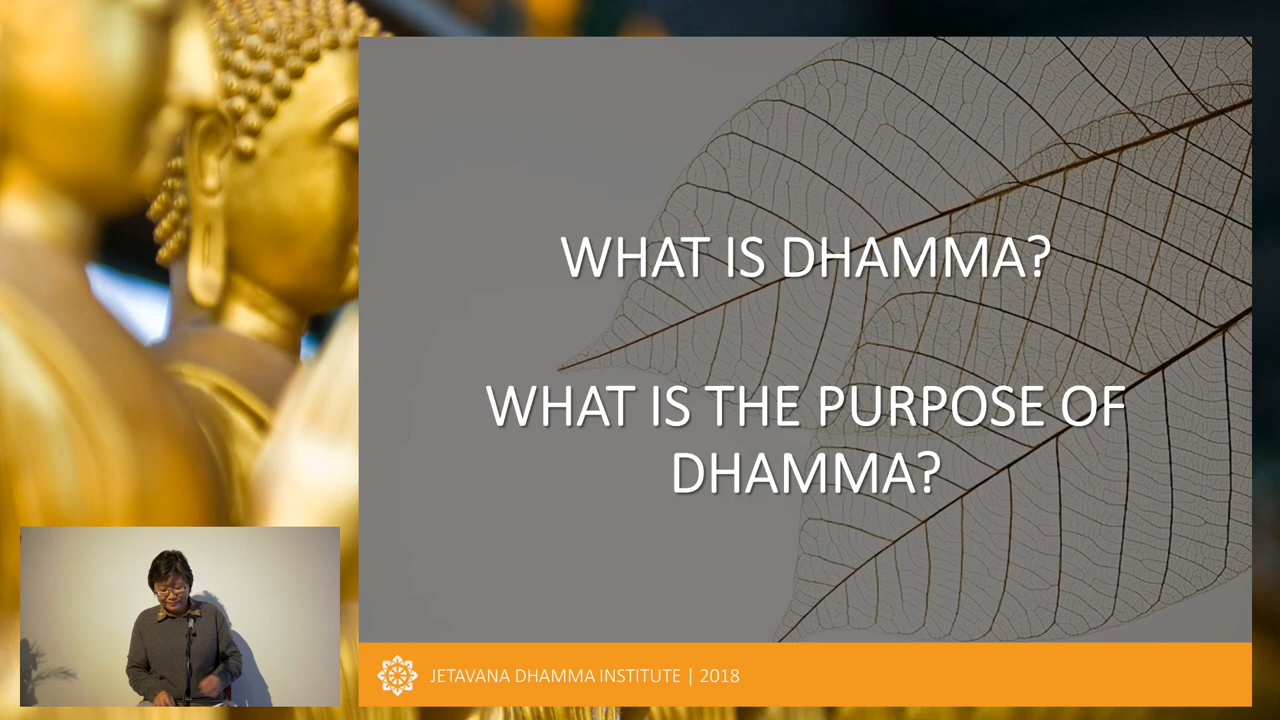 WHAT IS DHAMMA?
WHAT IS THE PURPOSE OF
DHAMMA?
JETAVANA DHAMMA INSTITUTE | 2018